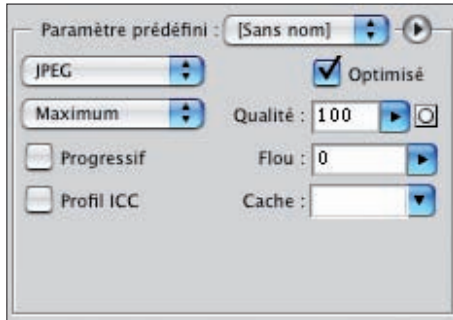 Paramètre prédéfini : [Sans nom]
JPEG Optimisé
Maximum Qualité : 100
Progressif Flou : 0
Profil ICC Cache :